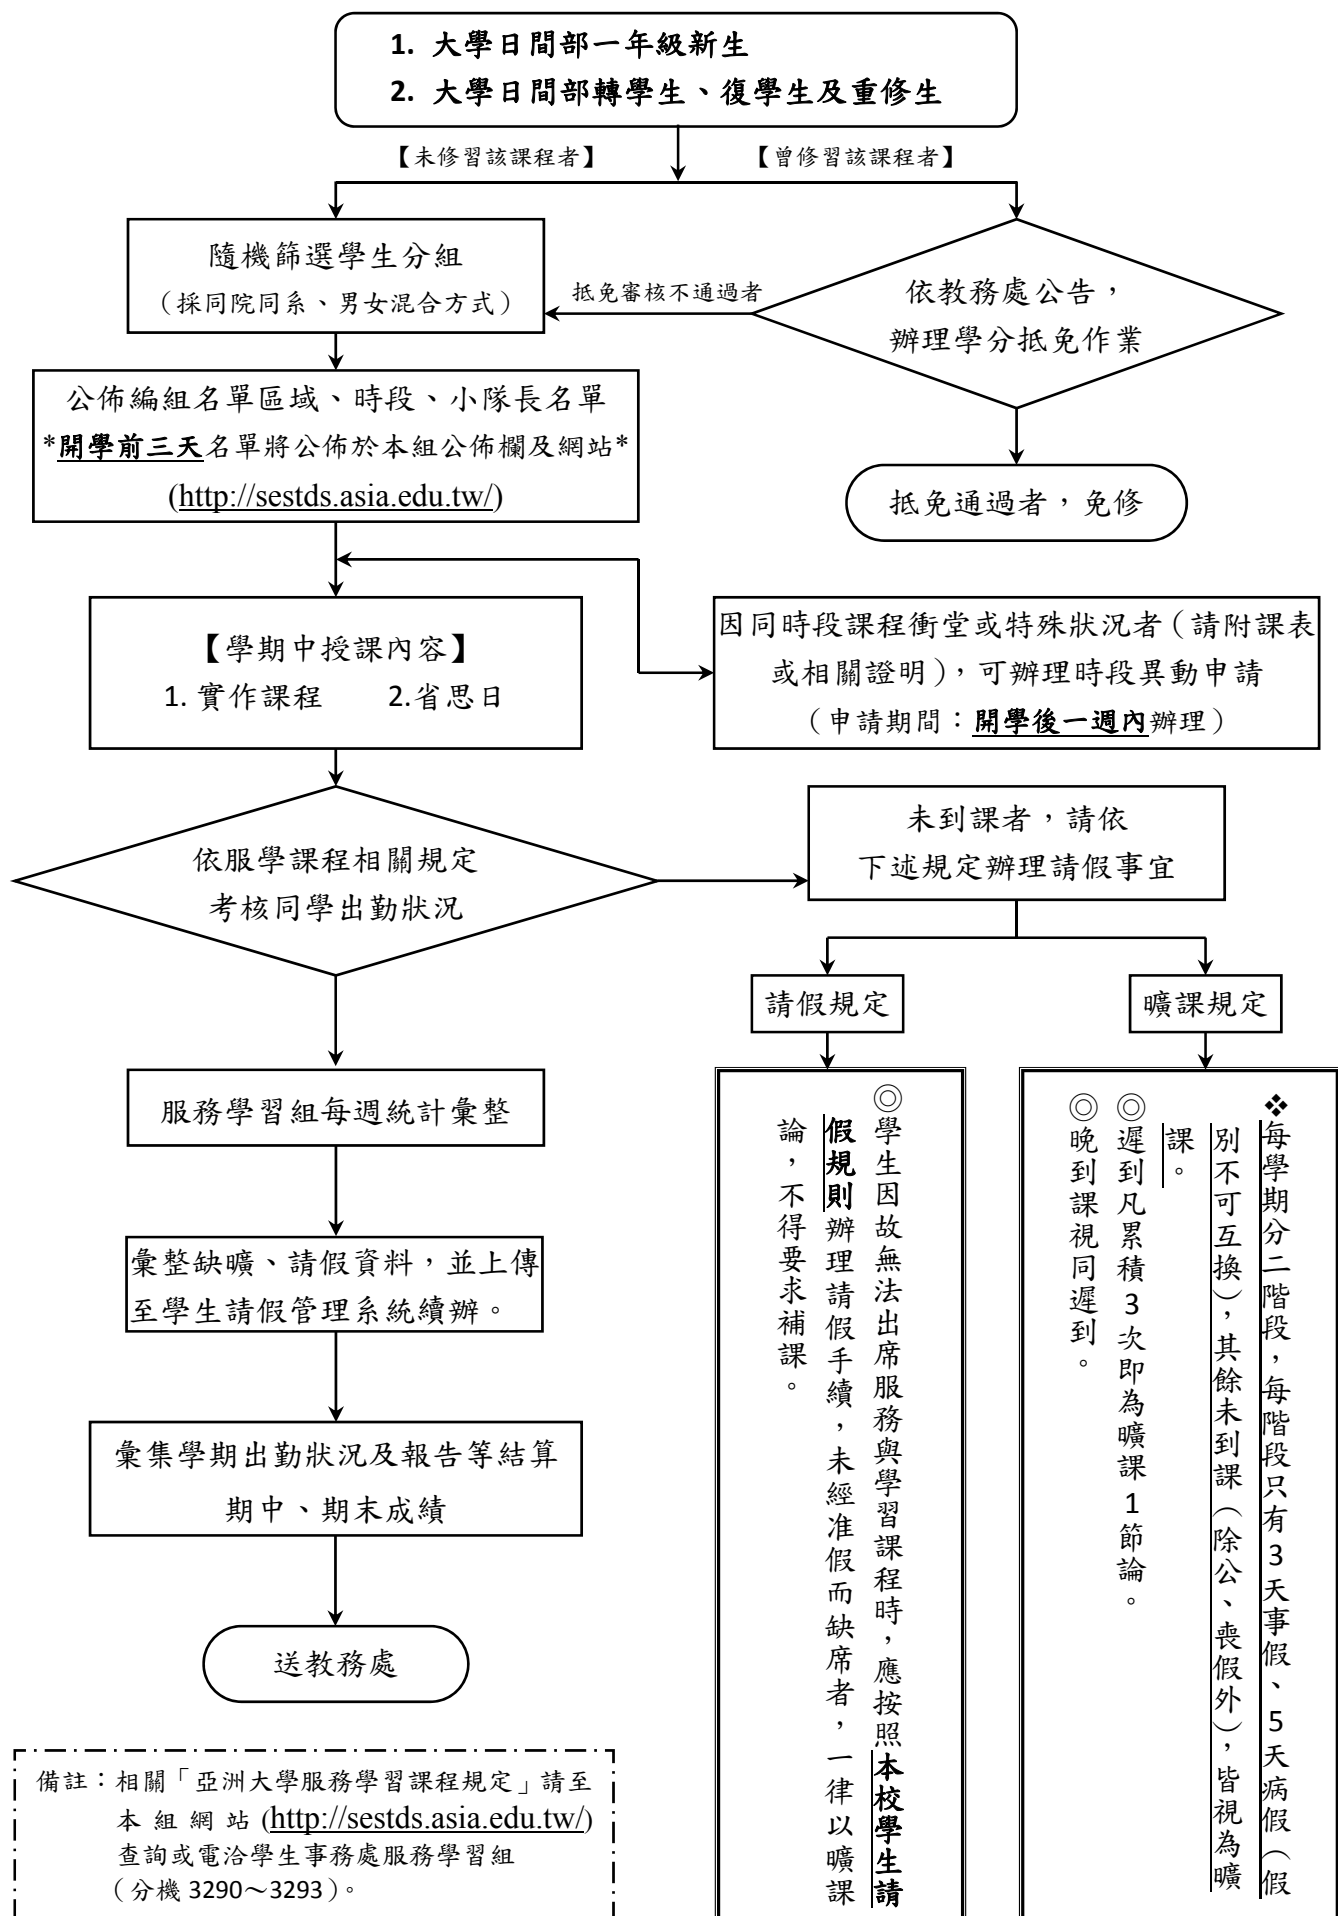 1. 大學日間部一年級新生
2. 大學日間部轉學生、復學生及重修生
【未修習該課程者】
【曾修習該課程者】
隨機篩選學生分組
（採同院同系、男女混合方式）
抵免審核不通過者
依教務處公告，
辦理學分抵免作業
公佈編組名單區域、時段、小隊長名單
*開學前三天名單將公佈於本組公佈欄及網站*
(http://sestds.asia.edu.tw/)
抵免通過者，免修
【學期中授課內容】
1. 實作課程 2.省思日
因同時段課程衝堂或特殊狀況者（請附課表
或相關證明），可辦理時段異動申請
（申請期間：開學後一週內辦理）
依服學課程相關規定
考核同學出勤狀況
未到課者，請依
下述規定辦理請假事宜
請假規定
曠課規定
服務學習組每週統計彙整
彙整缺曠、請假資料，並上傳
至學生請假管理系統續辦。
彙集學期出勤狀況及報告等結算
期中、期末成績
送教務處
◎學生因故無法出席服務與學習課程時，應按照本校學生請
假規則辦理請假手續，未經准假而缺席者，一律以曠課
論，不得要求補課。
❖每學期分二階段，每階段只有3天事假、5天病假（假
別不可互換），其餘未到課（除公、喪假外），皆視為曠
課。
◎遲到凡累積3次即為曠課1節論。
◎晚到課視同遲到。
備註：相關「亞洲大學服務學習課程規定」請至
本組網站(http://sestds.asia.edu.tw/)
查詢或電洽學生事務處服務學習組
（分機 3290～3293）。